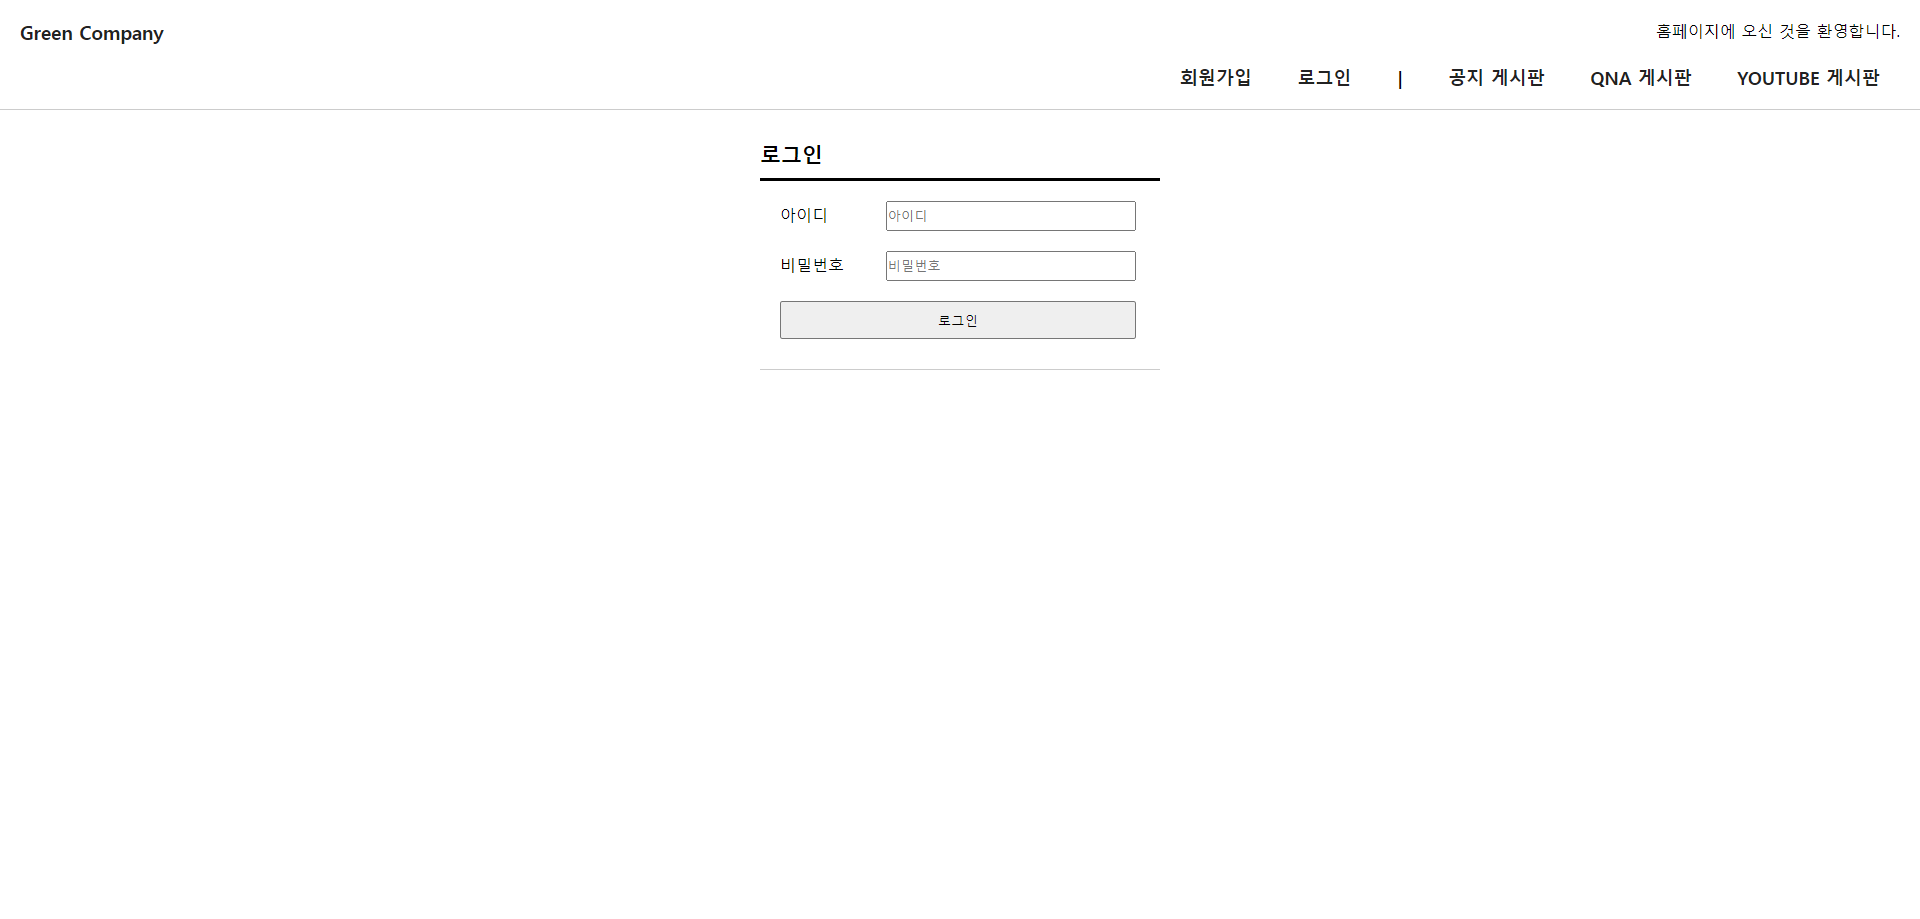 Green Company
홈페이지에 오신 것을 환영합니다.
회원가입 로그인 | 공지 게시판 QNA 게시판 YOUTUBE 게시판
로그인
아이디 아이디
비밀번호 비밀번호
로그인